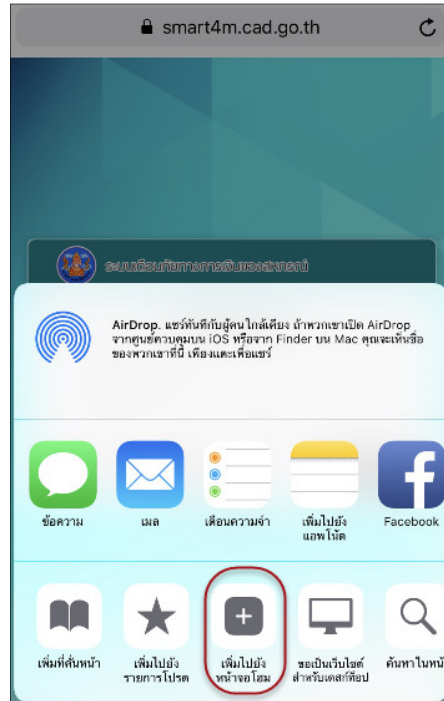 smart4m.cad.go.th
ระบบเตือนภัยทางการเงินของสหกรณ์
AirDrop. แชร์ทันทีกับผู้คนใกล้เคียง ถ้าพวกเขาเปิด AirDrop
จากศูนย์ควบคุมบน iOS หรือจาก Finder บน Mac คุณจะเห็นชื่อ
ของพวกเขาที่นี่ เพียงแตะเพื่อแชร์
ข้อความ
เมล
เตือนความจำ
เพิ่มไปยัง
แอพโน้ต
Facebook
เพิ่มที่คั่นหน้า
เพิ่มไปยัง
รายการโปรด
เพิ่มไปยัง
หน้าจอโฮม
ขอเป็นเว็บไซต์
สำหรับเดสก์ท็อป
ค้นหาในหน้